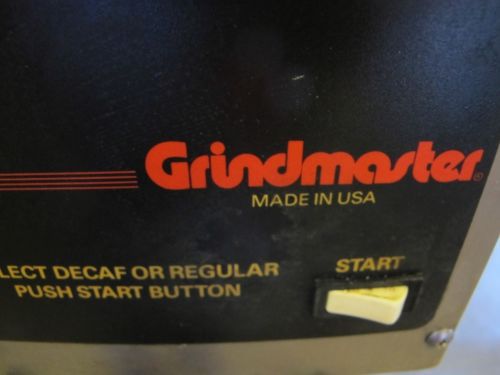 Grindmaster®
MADE IN USA
LECT DECAF OR REGULAR
PUSH START BUTTON
START